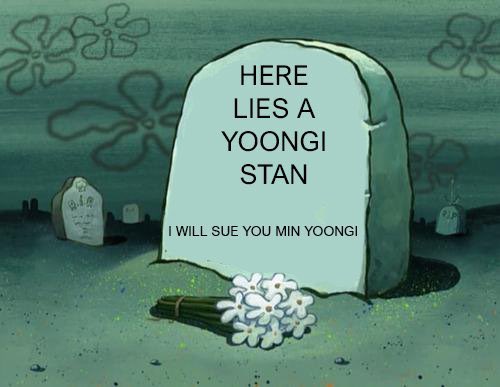 HERE
LIES A
YOONGI
STAN
I WILL SUE YOU MIN YOONGI